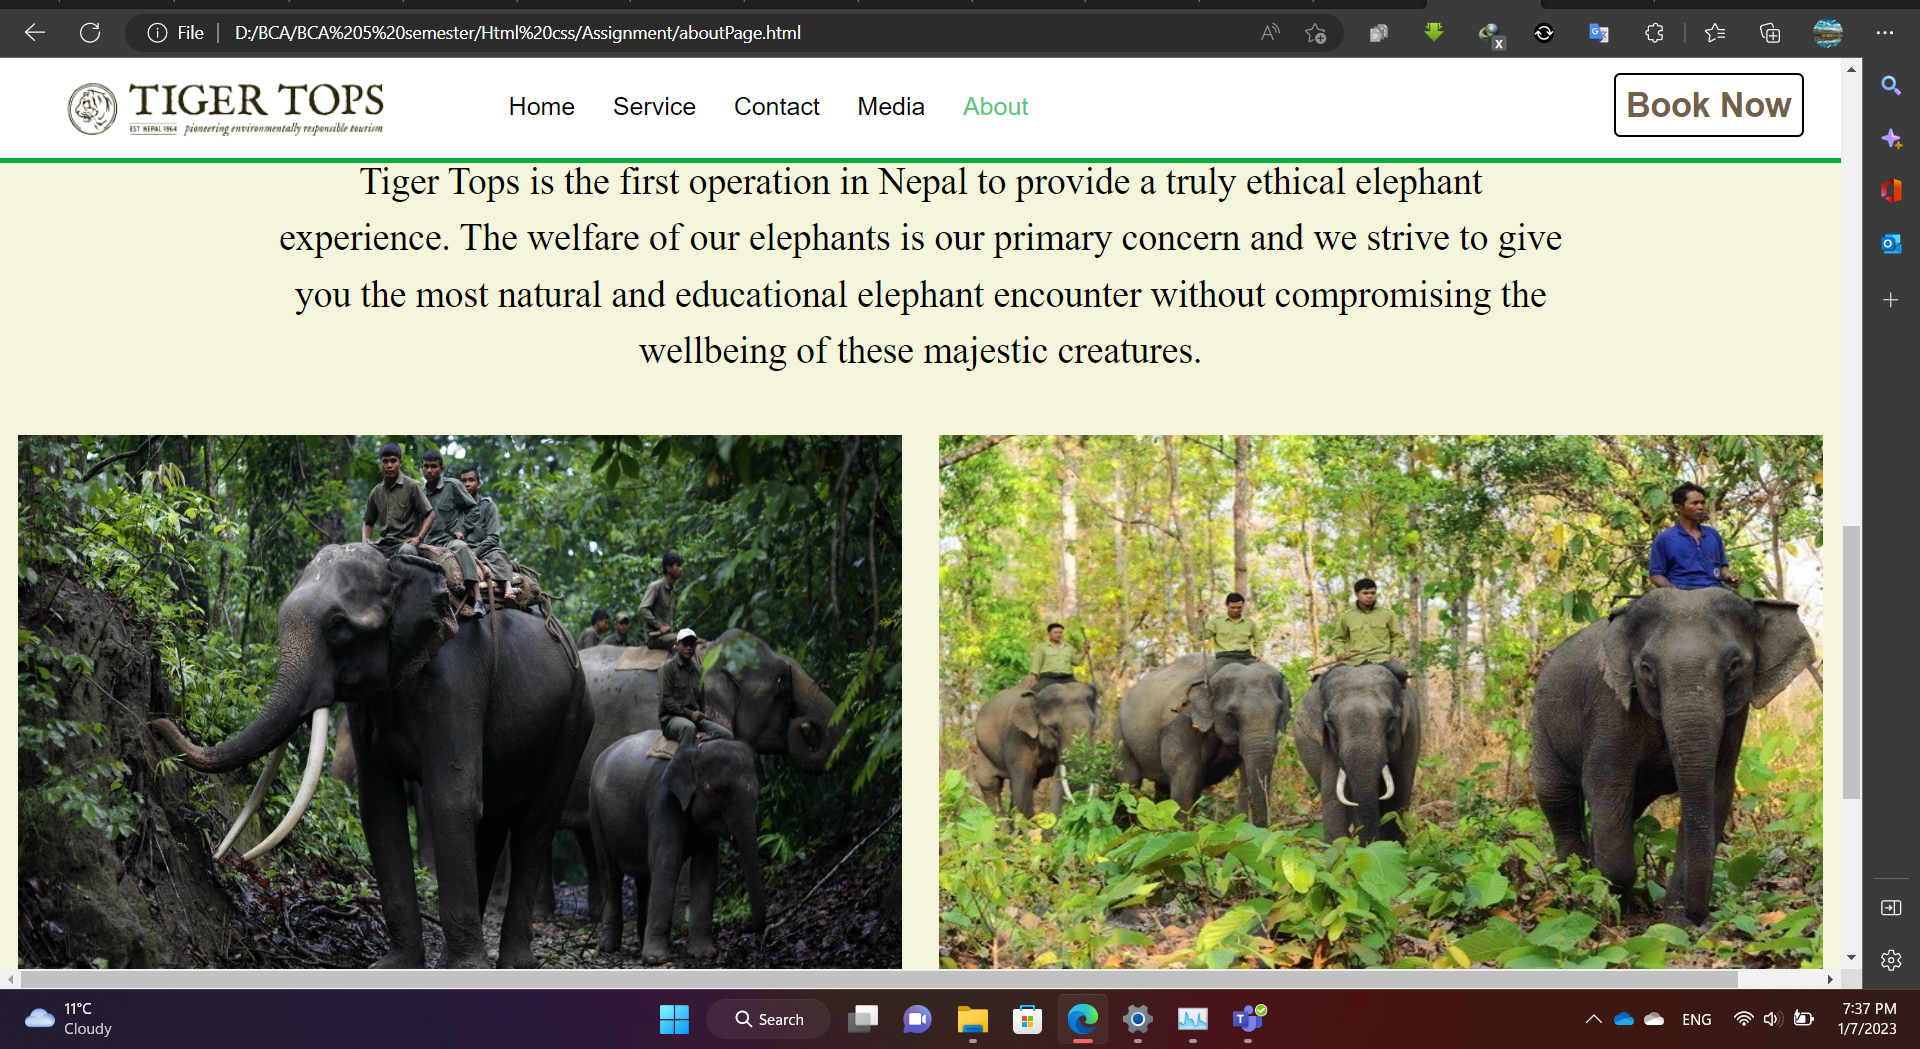 File
D:/BCA/BCA%205%20semester/Html%20css/Assignment/aboutPage.html
TIGER TOPS
EST NEPAL 1964 pioneering environmentally responsible tourism
Home Service Contact Media About
Book Now
Tiger Tops is the first operation in Nepal to provide a truly ethical elephant
experience. The welfare of our elephants is our primary concern and we strive to give
you the most natural and educational elephant encounter without compromising the
wellbeing of these majestic creatures.
11°C
Cloudy
Search
ENG
7:37 PM
1/7/2023